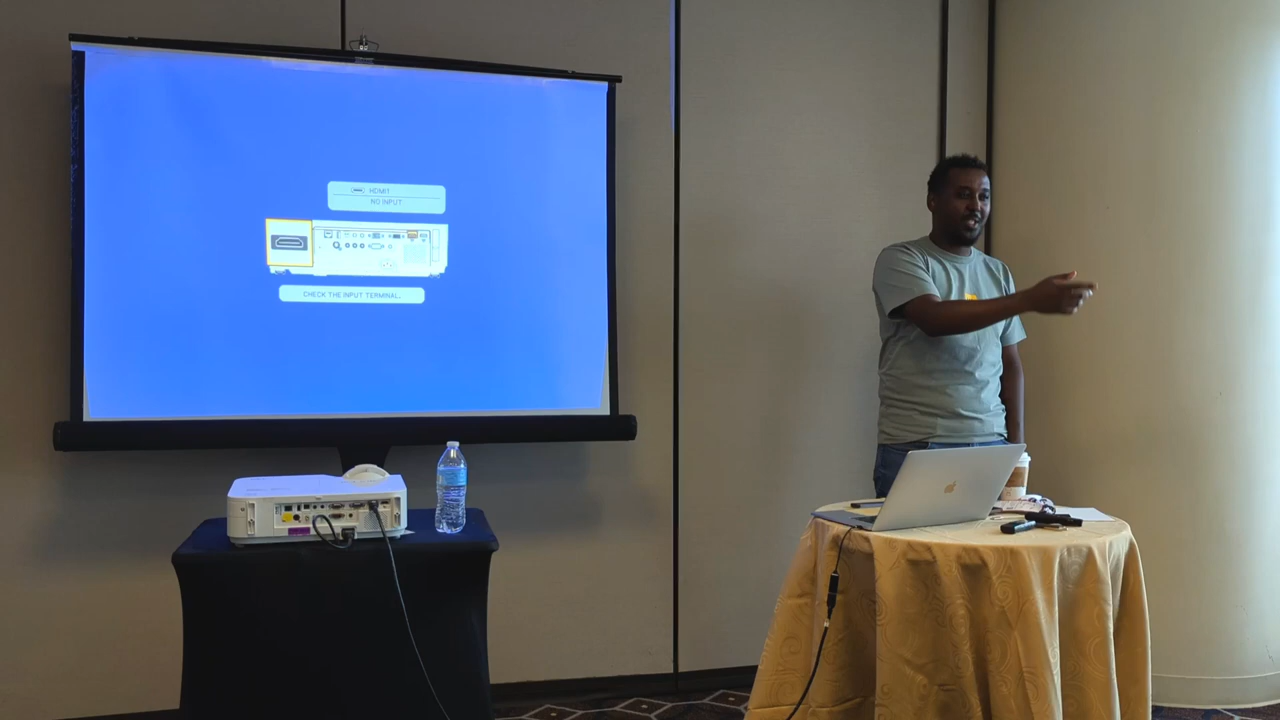 HDMI1
NO INPUT
CHECK THE INPUT TERMINAL.